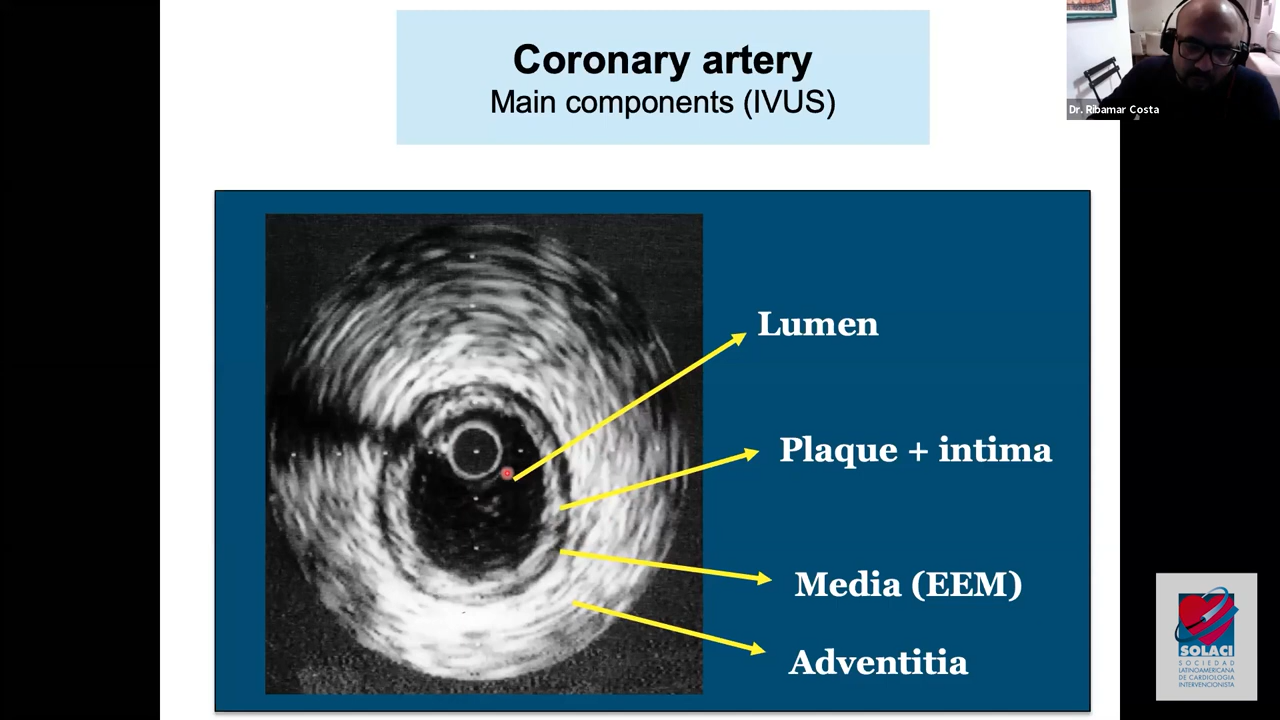 Coronary artery
Main components (IVUS)
Dr. Ribamar Costa
Lumen
Plaque + intima
Media (EEM)
Adventitia
SOLACI
SOCIEDAD
LATINOAMERICANA
DE CARDIOLOGIA
INTERVENCIONISTA